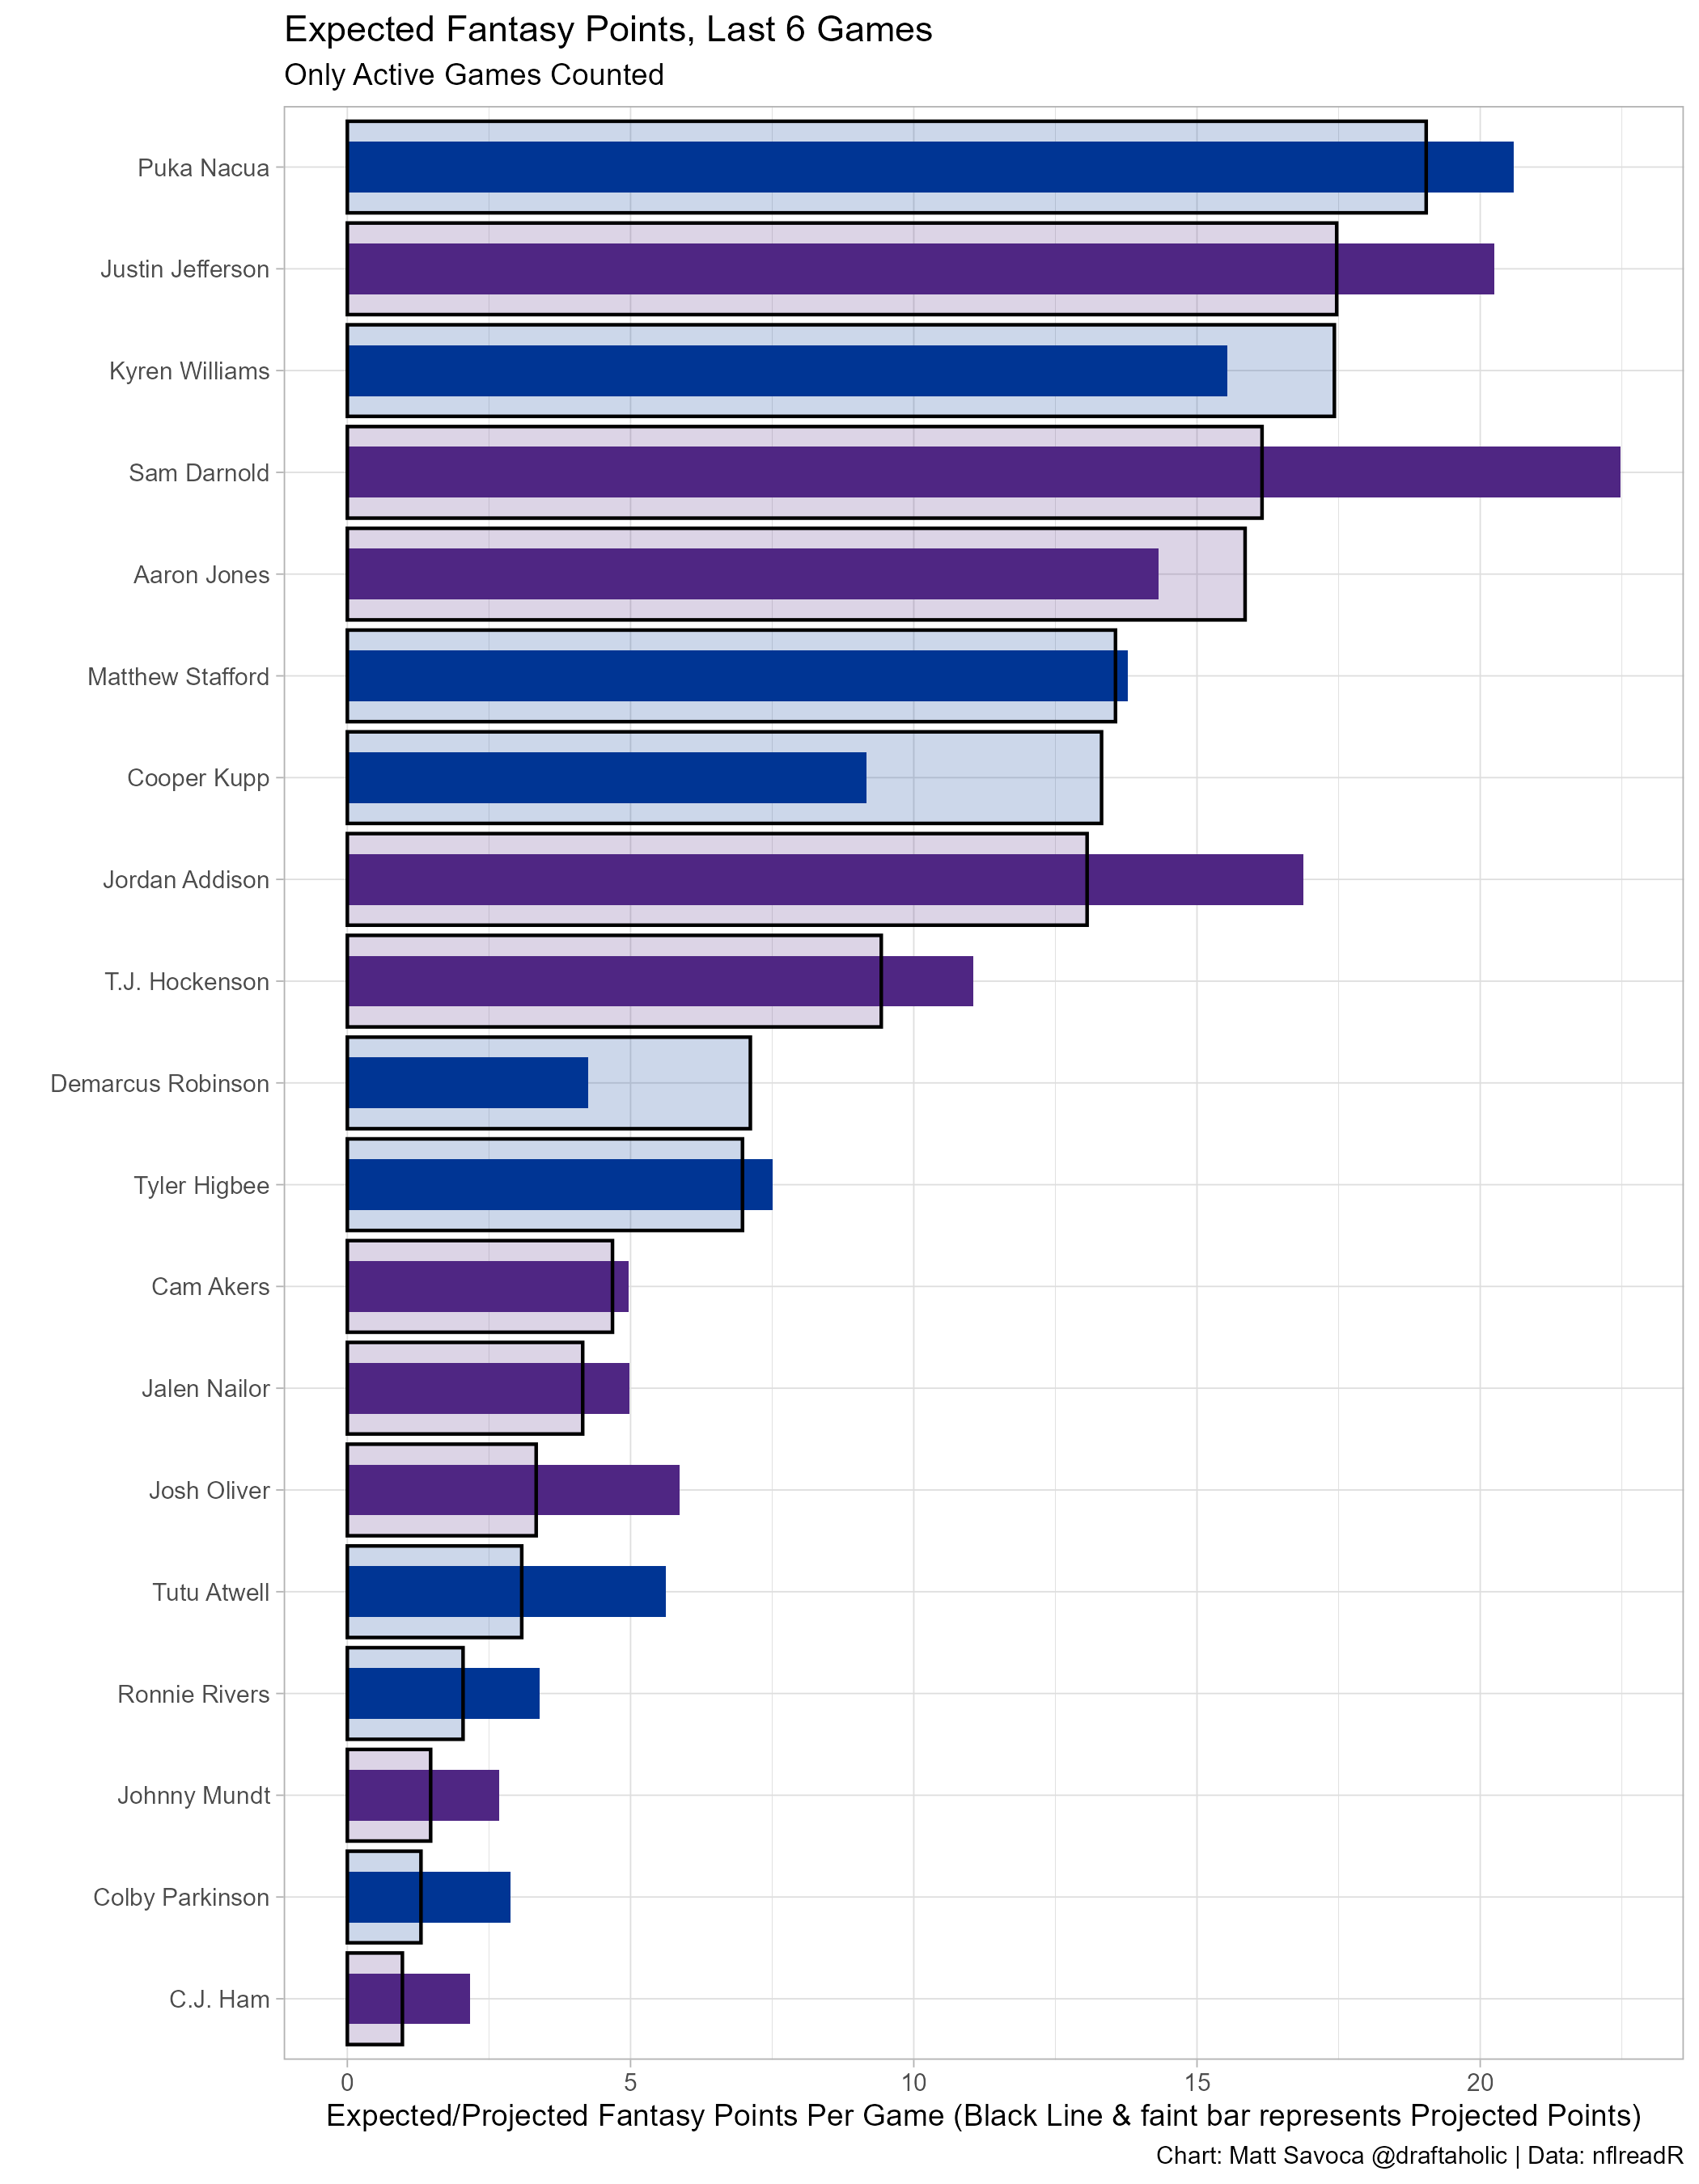 Expected Fantasy Points, Last 6 Games
Only Active Games Counted
Puka Nacua
Justin Jefferson
Kyren Williams
Sam Darnold
Aaron Jones
Matthew Stafford
Cooper Kupp
Jordan Addison
T.J. Hockenson
Demarcus Robinson
Tyler Higbee
Cam Akers
Jalen Nailor
Josh Oliver
Tutu Atwell
Ronnie Rivers
Johnny Mundt
Colby Parkinson
C.J. Ham
0 5 10 15 20
Expected/Projected Fantasy Points Per Game (Black Line & faint bar represents Projected Points)
Chart: Matt Savoca @draftaholic | Data: nflreadR